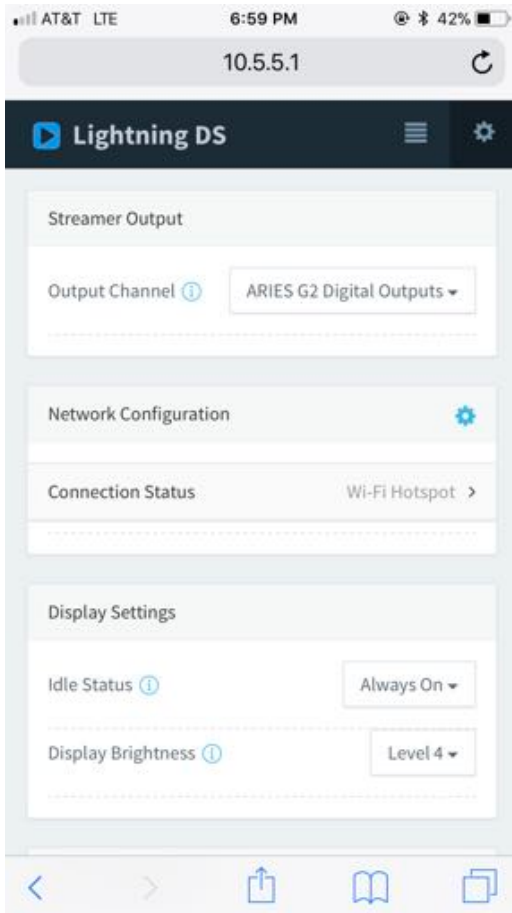 AT&T LTE 6:59 PM 42%
10.5.5.1
Lightning DS
Streamer Output
Output Channel ARIES G2 Digital Outputs
Network Configuration
Connection Status Wi-Fi Hotspot
Display Settings
Idle Status Always On
Display Brightness Level 4